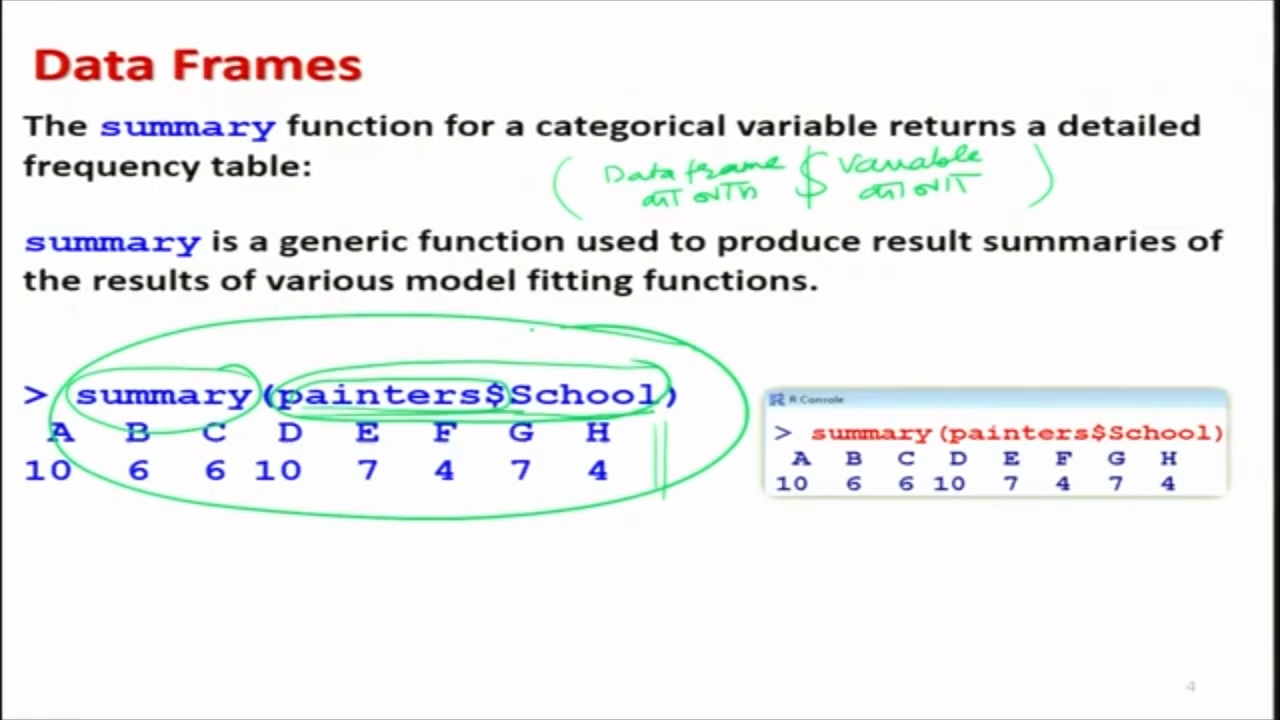 Data Frames
The summary function for a categorical variable returns a detailed
frequency table:
( Data frame $ Variable )
का नाम का नाम
summary is a generic function used to produce result summaries of
the results of various model fitting functions.
> summary(painters$School)
A B C D E F G H
10 6 6 10 7 4 7 4
R Console
> summary(painters$School)
A B C D E F G H
10 6 6 10 7 4 7 4
4